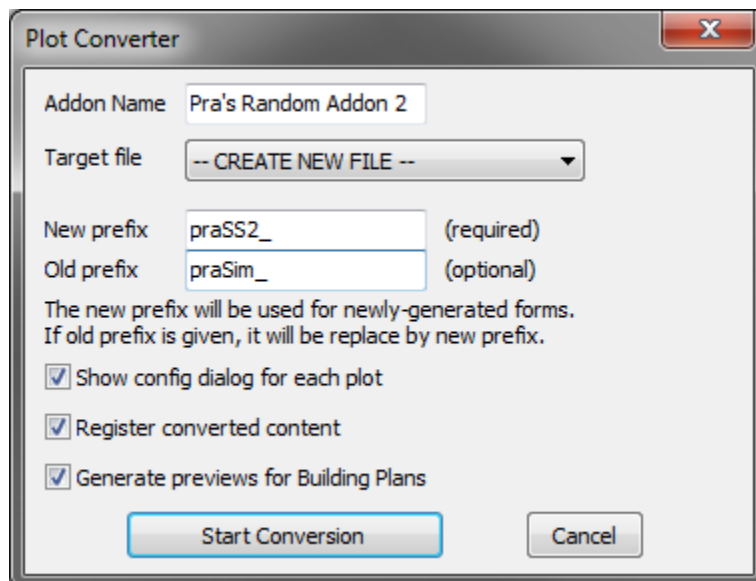 Plot Converter
Addon Name Pra's Random Addon 2
Target file -- CREATE NEW FILE --
New prefix praSS2_ (required)
Old prefix praSim_ (optional)
The new prefix will be used for newly-generated forms.
If old prefix is given, it will be replace by new prefix.
Show config dialog for each plot
Register converted content
Generate previews for Building Plans
Start Conversion Cancel